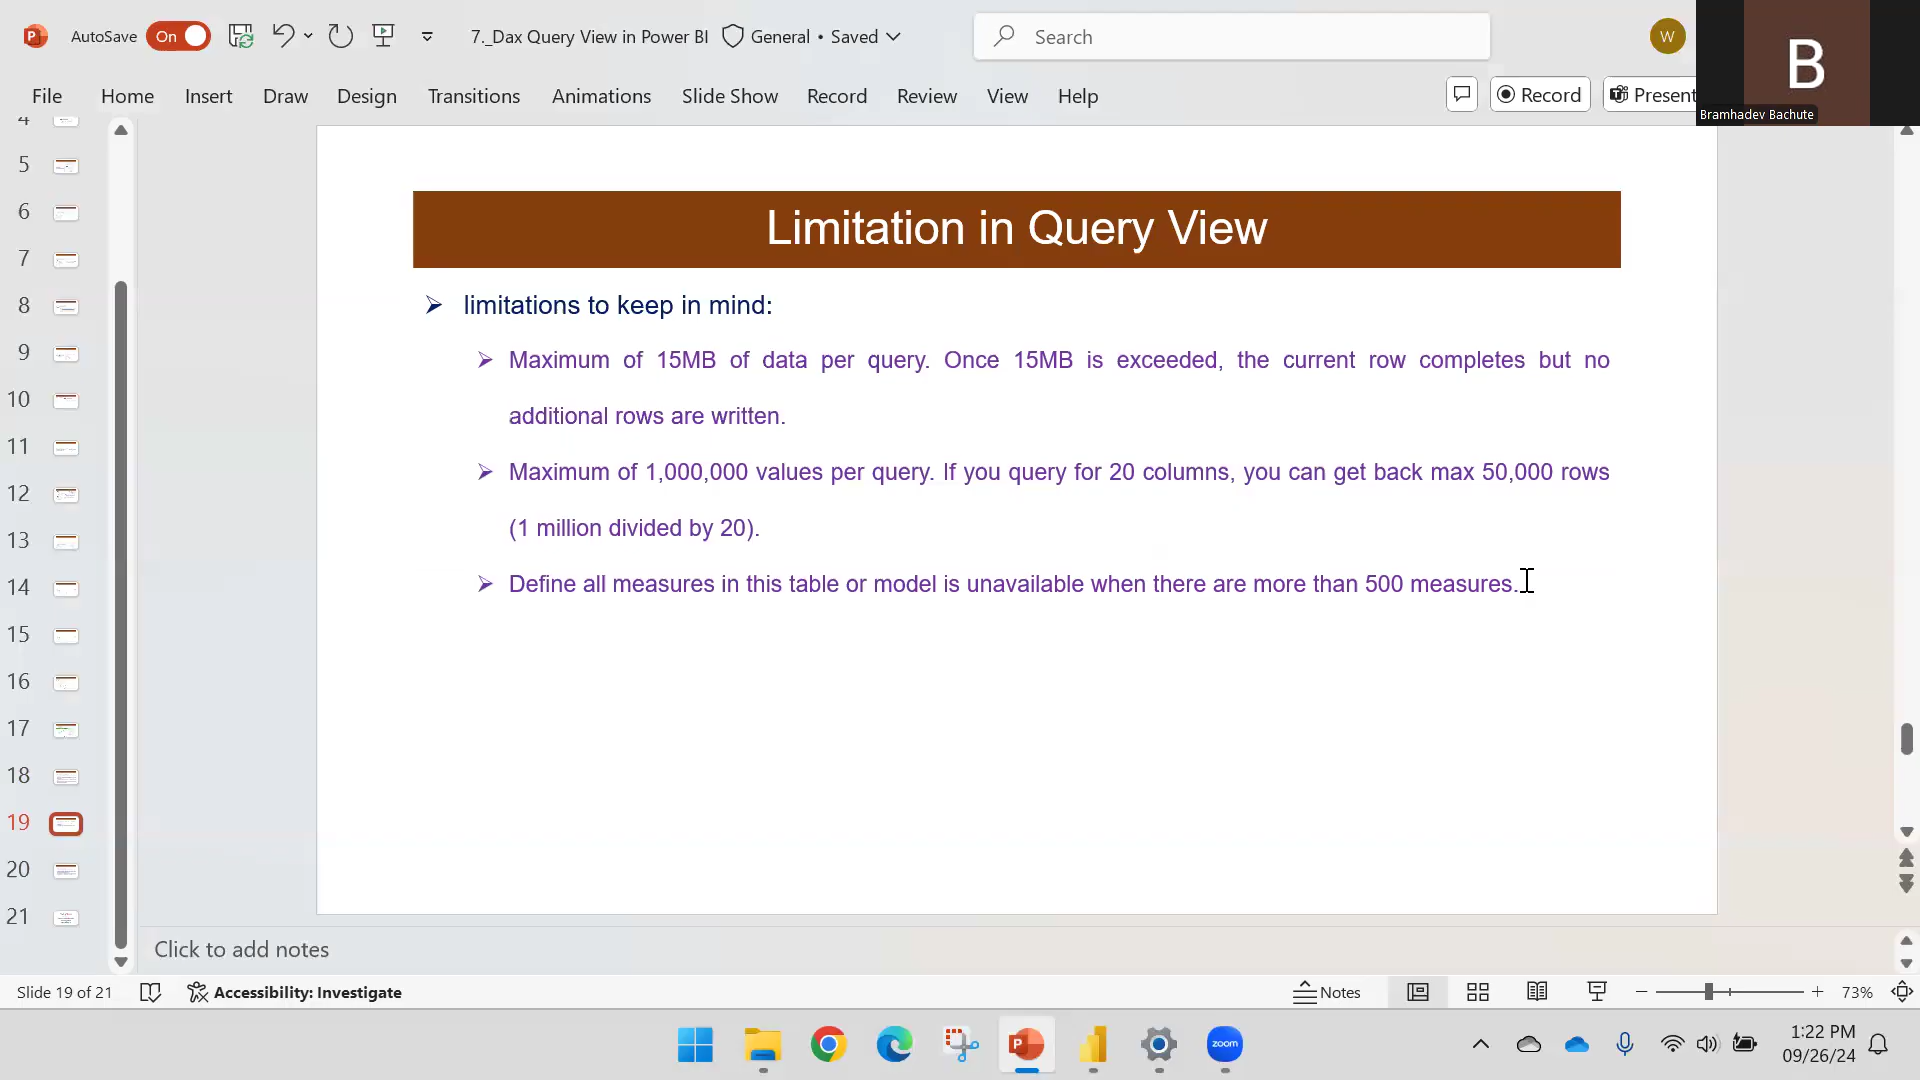 AutoSave On 7._Dax Query View in Power BI General • Saved Search W
B
Bramhadev Bachute
File Home Insert Draw Design Transitions Animations Slide Show Record Review View Help Record Present
4
5
6
7
8
9
10
11
12
13
14
15
16
17
18
19
20
21
Limitation in Query View
limitations to keep in mind:
Maximum of 15MB of data per query. Once 15MB is exceeded, the current row completes but no
additional rows are written.
Maximum of 1,000,000 values per query. If you query for 20 columns, you can get back max 50,000 rows
(1 million divided by 20).
Define all measures in this table or model is unavailable when there are more than 500 measures.
Click to add notes
Slide 19 of 21 Accessibility: Investigate Notes 73%
zoom
1:22 PM
09/26/24